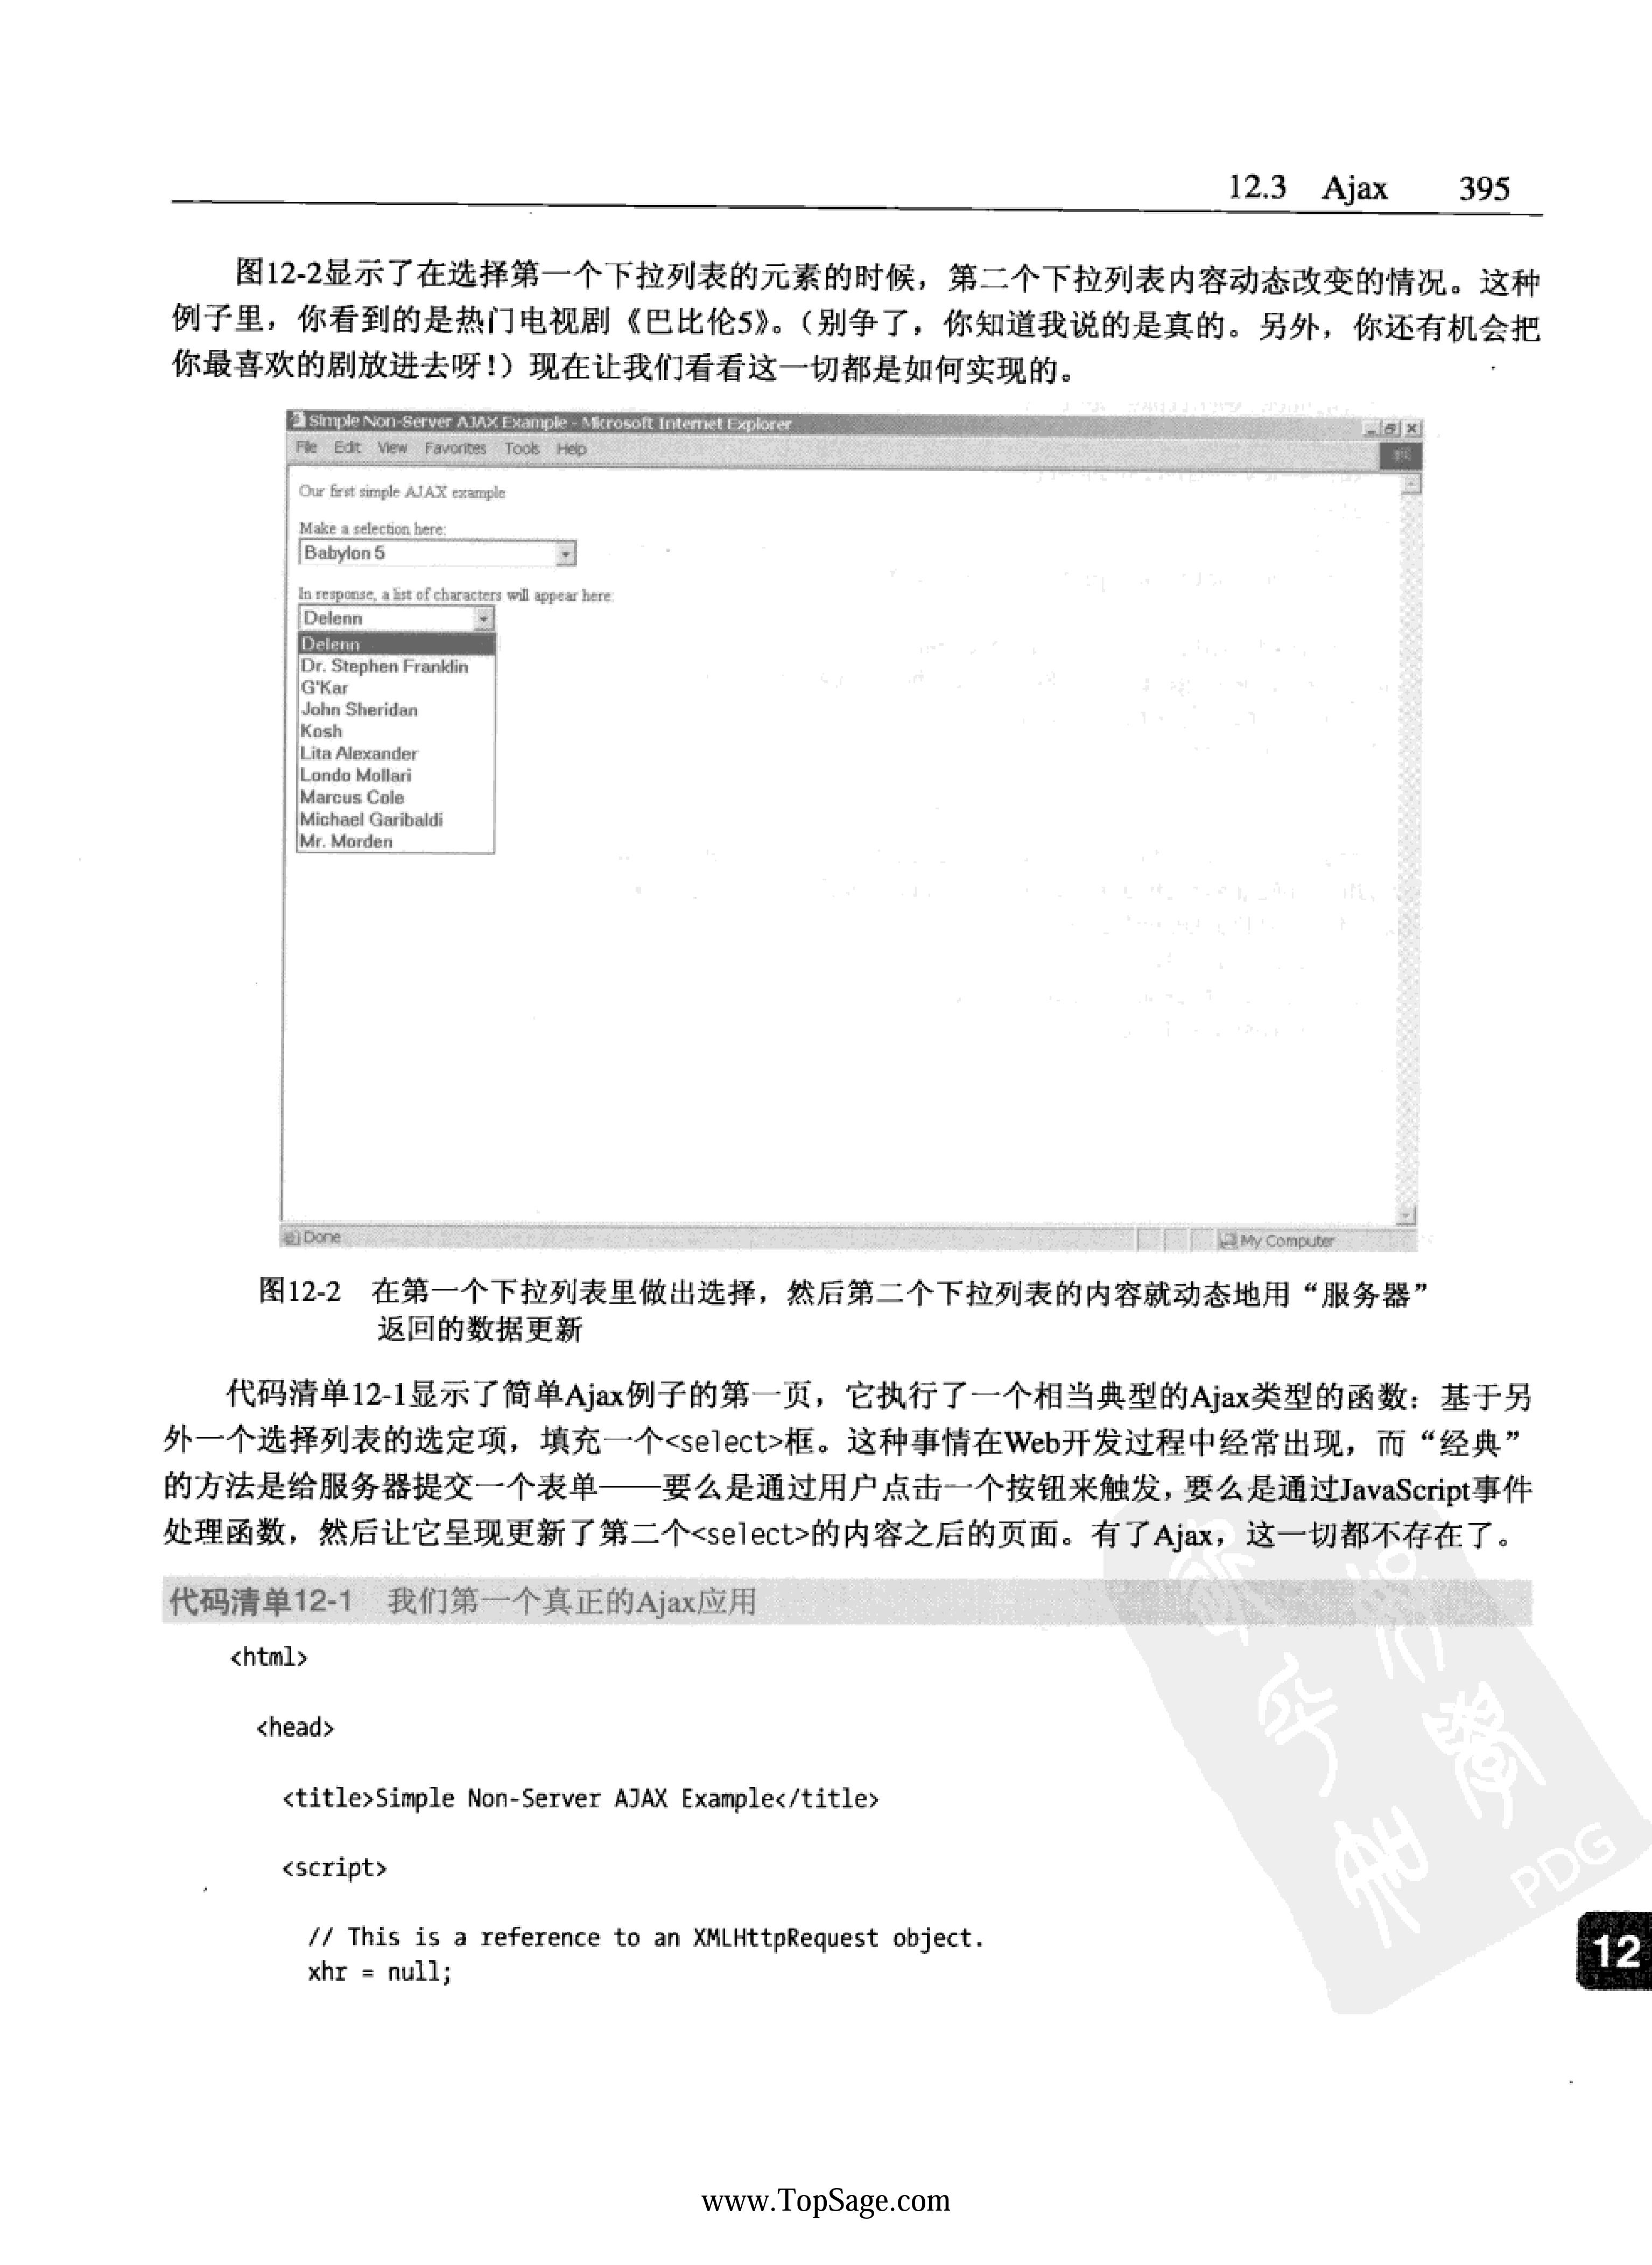 12.3 Ajax 395
图12-2显示了在选择第一个下拉列表的元素的时候，第二个下拉列表内容动态改变的情况。这种
例子里，你看到的是热门电视剧《巴比伦5》。（别争了，你知道我说的是真的。另外，你还有机会把
你最喜欢的剧放进去呀！）现在让我们看看这一切都是如何实现的。
Simple Non-Server AJAX Example - Microsoft Internet Explorer
File Edit View Favorites Tools Help
Our first simple AJAX example
Make a selection here:
Babylon 5
In response, a list of characters will appear here:
Delenn
Delenn
Dr. Stephen Franklin
G'Kar
John Sheridan
Kosh
Lita Alexander
Londo Mollari
Marcus Cole
Michael Garibaldi
Mr. Morden
Done My Computer
图12-2 在第一个下拉列表里做出选择，然后第二个下拉列表的内容就动态地用“服务器”
返回的数据更新
代码清单12-1显示了简单Ajax例子的第一页，它执行了一个相当典型的Ajax类型的函数：基于另
外一个选择列表的选定项，填充一个<select>框。这种事情在Web开发过程中经常出现，而“经典”
的方法是给服务器提交一个表单——要么是通过用户点击一个按钮来触发，要么是通过JavaScript事件
处理函数，然后让它呈现更新了第二个<select>的内容之后的页面。有了Ajax，这一切都不存在了。
代码清单12-1 我们第一个真正的Ajax应用
<html>
<head>
<title>Simple Non-Server AJAX Example</title>
<script>
// This is a reference to an XMLHttpRequest object.
xhr = null;
PDG
12
www.TopSage.com